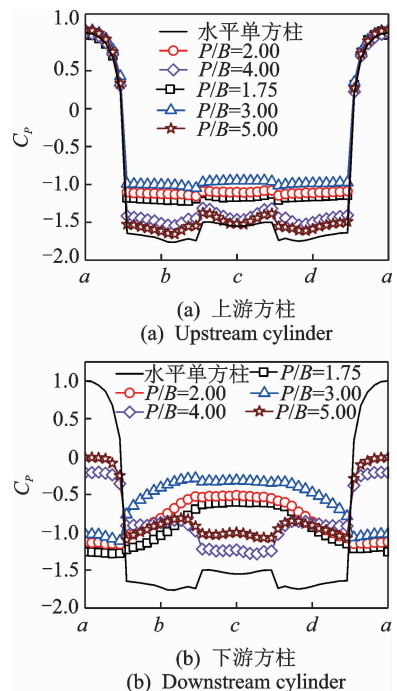 水平单方柱
P/B=2.00
P/B=4.00
P/B=1.75
P/B=3.00
P/B=5.00
1.0
0.5
0
−0.5
−1.0
−1.5
−2.0
C_P
a b c d a
(a) 上游方柱
(a) Upstream cylinder
水平单方柱 P/B=1.75
P/B=2.00 P/B=3.00
P/B=4.00 P/B=5.00
1.0
0.5
0
−0.5
−1.0
−1.5
−2.0
C_P
a b c d a
(b) 下游方柱
(b) Downstream cylinder